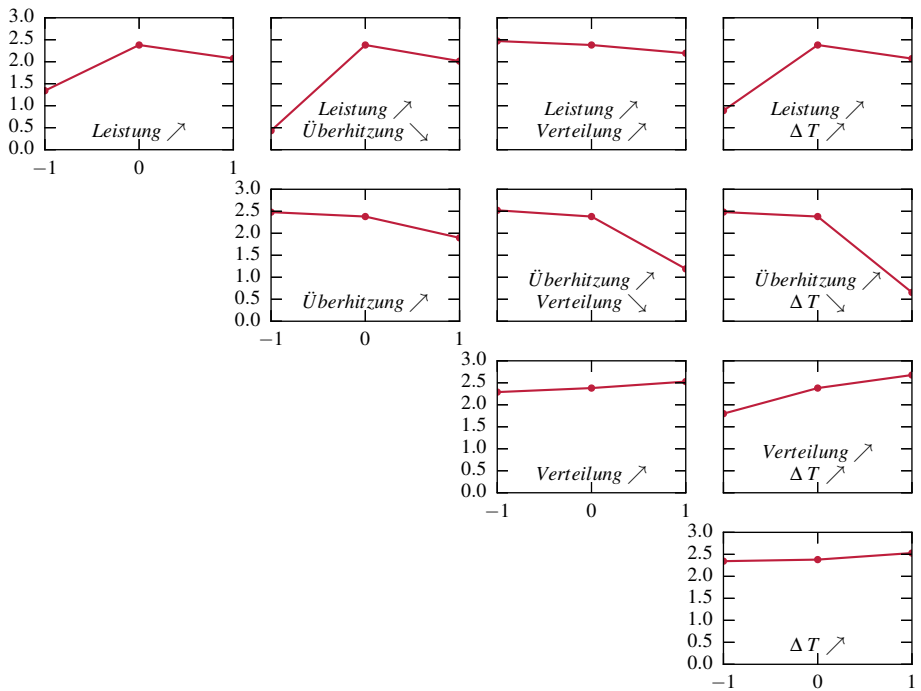 3.0
2.5
2.0
1.5
1.0
0.5
0.0
Leistung ↗
Leistung ↗
Überhitzung ↘
Leistung ↗
Verteilung ↗
Leistung ↗
Δ T ↗
−1 0 1
3.0
2.5
2.0
1.5
1.0
0.5
0.0
Überhitzung ↗
Überhitzung ↗
Verteilung ↘
Überhitzung ↗
Δ T ↘
−1 0 1
3.0
2.5
2.0
1.5
1.0
0.5
0.0
Verteilung ↗
Verteilung ↗
Δ T ↗
−1 0 1
3.0
2.5
2.0
1.5
1.0
0.5
0.0
Δ T ↗
−1 0 1